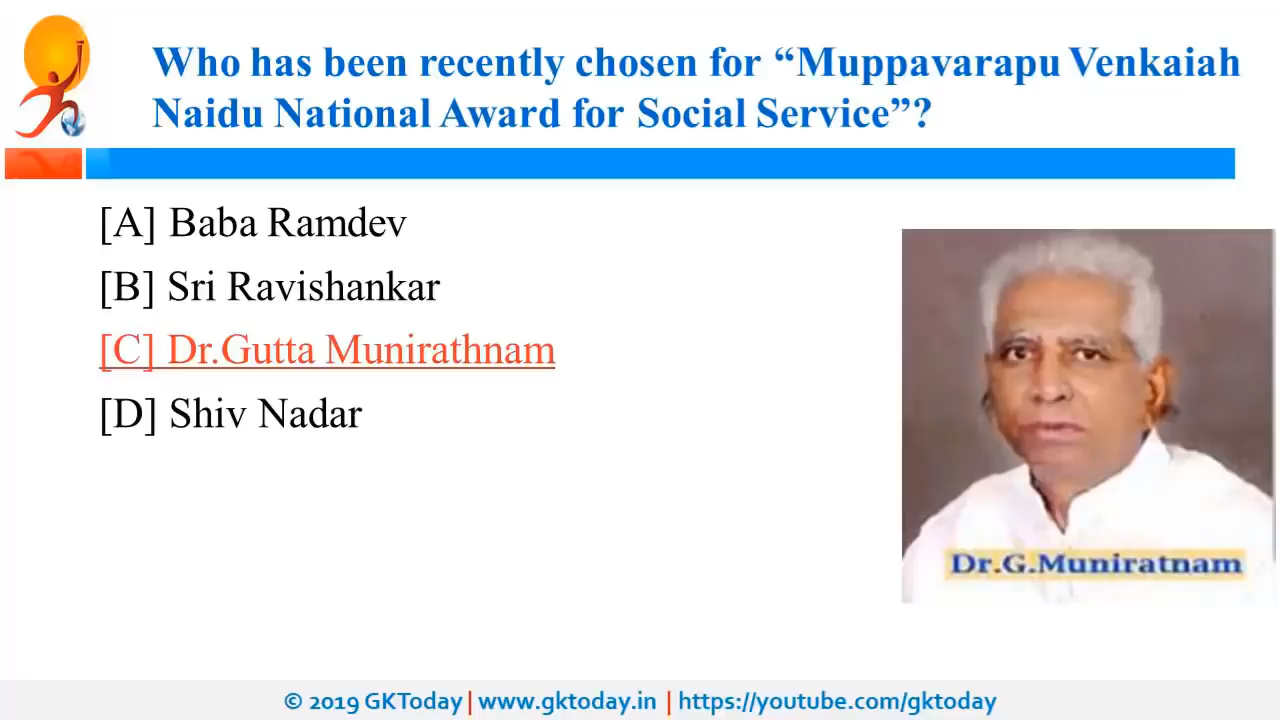 Who has been recently chosen for “Muppavarapu Venkaiah
Naidu National Award for Social Service”?
[A] Baba Ramdev
[B] Sri Ravishankar
[C] Dr.Gutta Munirathnam
[D] Shiv Nadar
Dr.G.Muniratnam
© 2019 GKToday | www.gktoday.in | https://youtube.com/gktoday